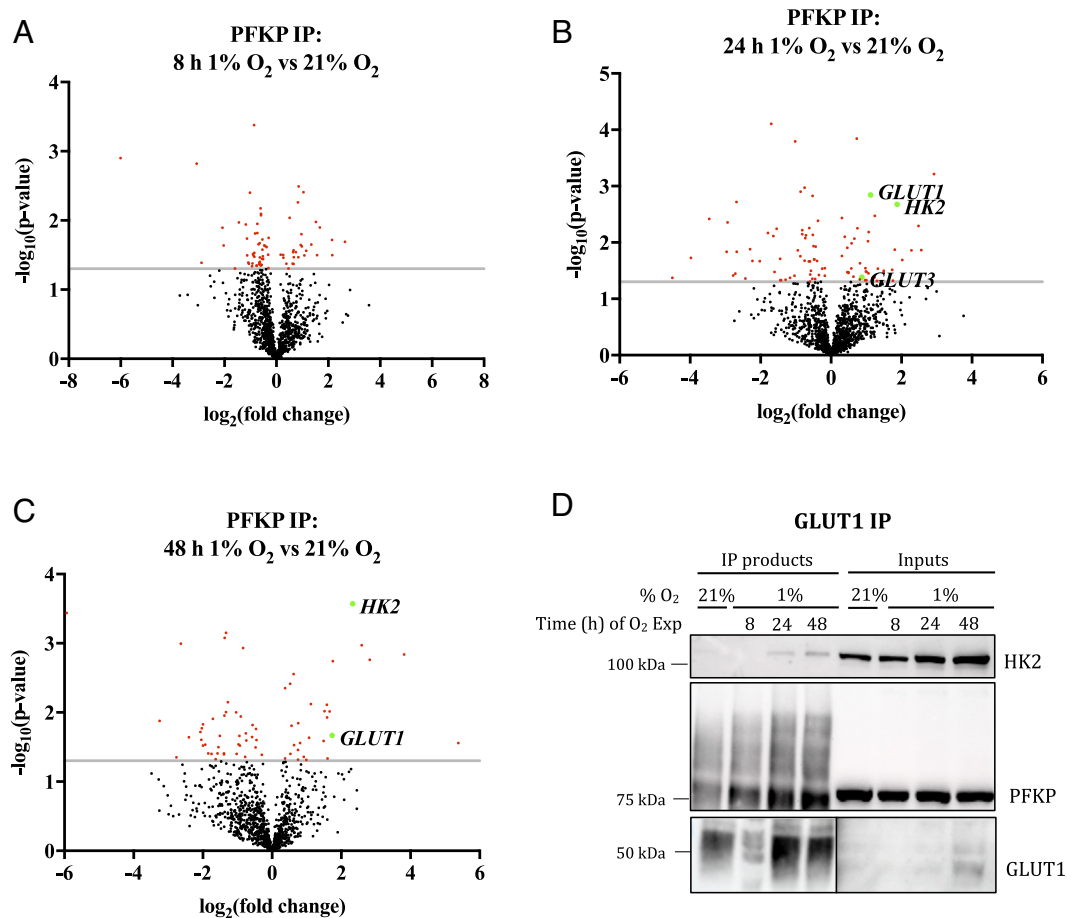 A
PFKP IP:
8 h 1% O2 vs 21% O2
4
3
2
1
0
-log10(p-value)
-8 -6 -4 -2 0 2 4 6 8
log2(fold change)
B
PFKP IP:
24 h 1% O2 vs 21% O2
5
4
3
2
1
0
-log10(p-value)
GLUT1
HK2
GLUT3
-6 -4 -2 0 2 4 6
log2(fold change)
C
PFKP IP:
48 h 1% O2 vs 21% O2
4
3
2
1
0
-log10(p-value)
HK2
GLUT1
-6 -4 -2 0 2 4 6
log2(fold change)
D
GLUT1 IP
IP products Inputs
% O2 21% 1% 21% 1%
Time (h) of O2 Exp 8 24 48 8 24 48
100 kDa HK2
75 kDa PFKP
50 kDa GLUT1